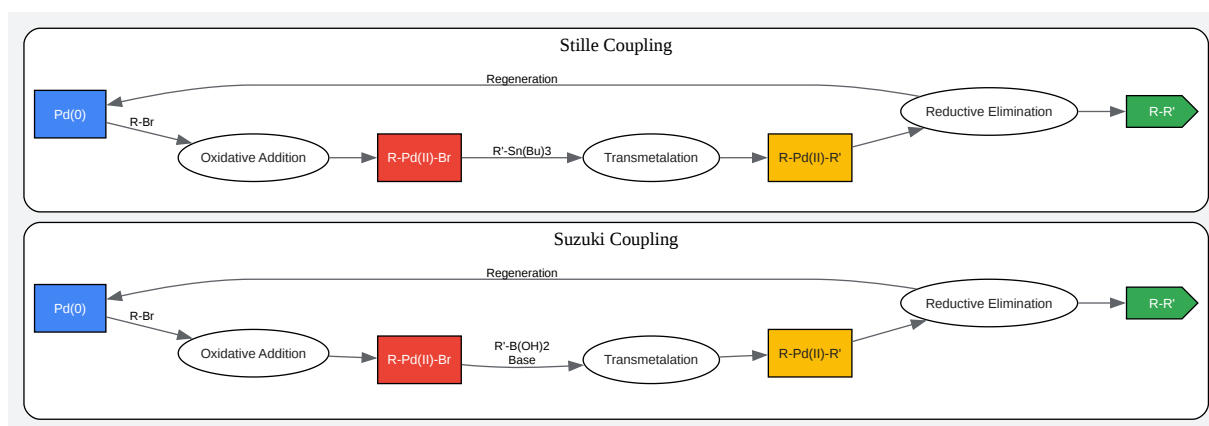 Stille Coupling
Regeneration
Pd(0)
R-Br
Oxidative Addition
R-Pd(II)-Br
R'-Sn(Bu)3
Transmetalation
R-Pd(II)-R'
Reductive Elimination
R-R'
Suzuki Coupling
Regeneration
Pd(0)
R-Br
Oxidative Addition
R-Pd(II)-Br
R'-B(OH)2
Base
Transmetalation
R-Pd(II)-R'
Reductive Elimination
R-R'